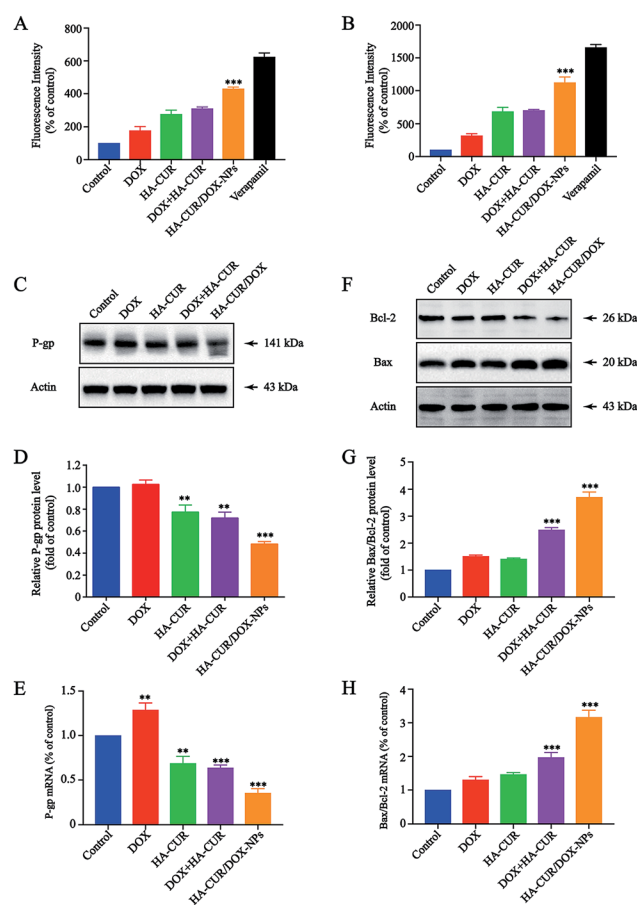 A
Fluorescence Intensity
(% of control)
800
600
400
200
0
***
Control
DOX
HA-CUR
DOX+HA-CUR
HA-CUR/DOX-NPs
Verapamil
B
Fluorescence Intensity
(% of control)
2000
1500
1000
500
0
***
Control
DOX
HA-CUR
DOX+HA-CUR
HA-CUR/DOX-NPs
Verapamil
C
Control
DOX
HA-CUR
DOX+HA-CUR
HA-CUR/DOX
P-gp
141 kDa
Actin
43 kDa
F
Control
DOX
HA-CUR
DOX+HA-CUR
HA-CUR/DOX
Bcl-2
26 kDa
Bax
20 kDa
Actin
43 kDa
D
Relative P-gp protein level
(fold of control)
1.2
1.0
0.8
0.6
0.4
0.2
0
**
**
***
Control
DOX
HA-CUR
DOX+HA-CUR
HA-CUR/DOX-NPs
G
Relative Bax/Bcl-2 protein level
(fold of control)
5
4
3
2
1
0
***
***
Control
DOX
HA-CUR
DOX+HA-CUR
HA-CUR/DOX-NPs
E
P-gp mRNA (% of control)
1.5
1.0
0.5
0
**
**
***
***
Control
DOX
HA-CUR
DOX+HA-CUR
HA-CUR/DOX-NPs
H
Bax/Bcl-2 mRNA (% of control)
4
3
2
1
0
***
***
Control
DOX
HA-CUR
DOX+HA-CUR
HA-CUR/DOX-NPs